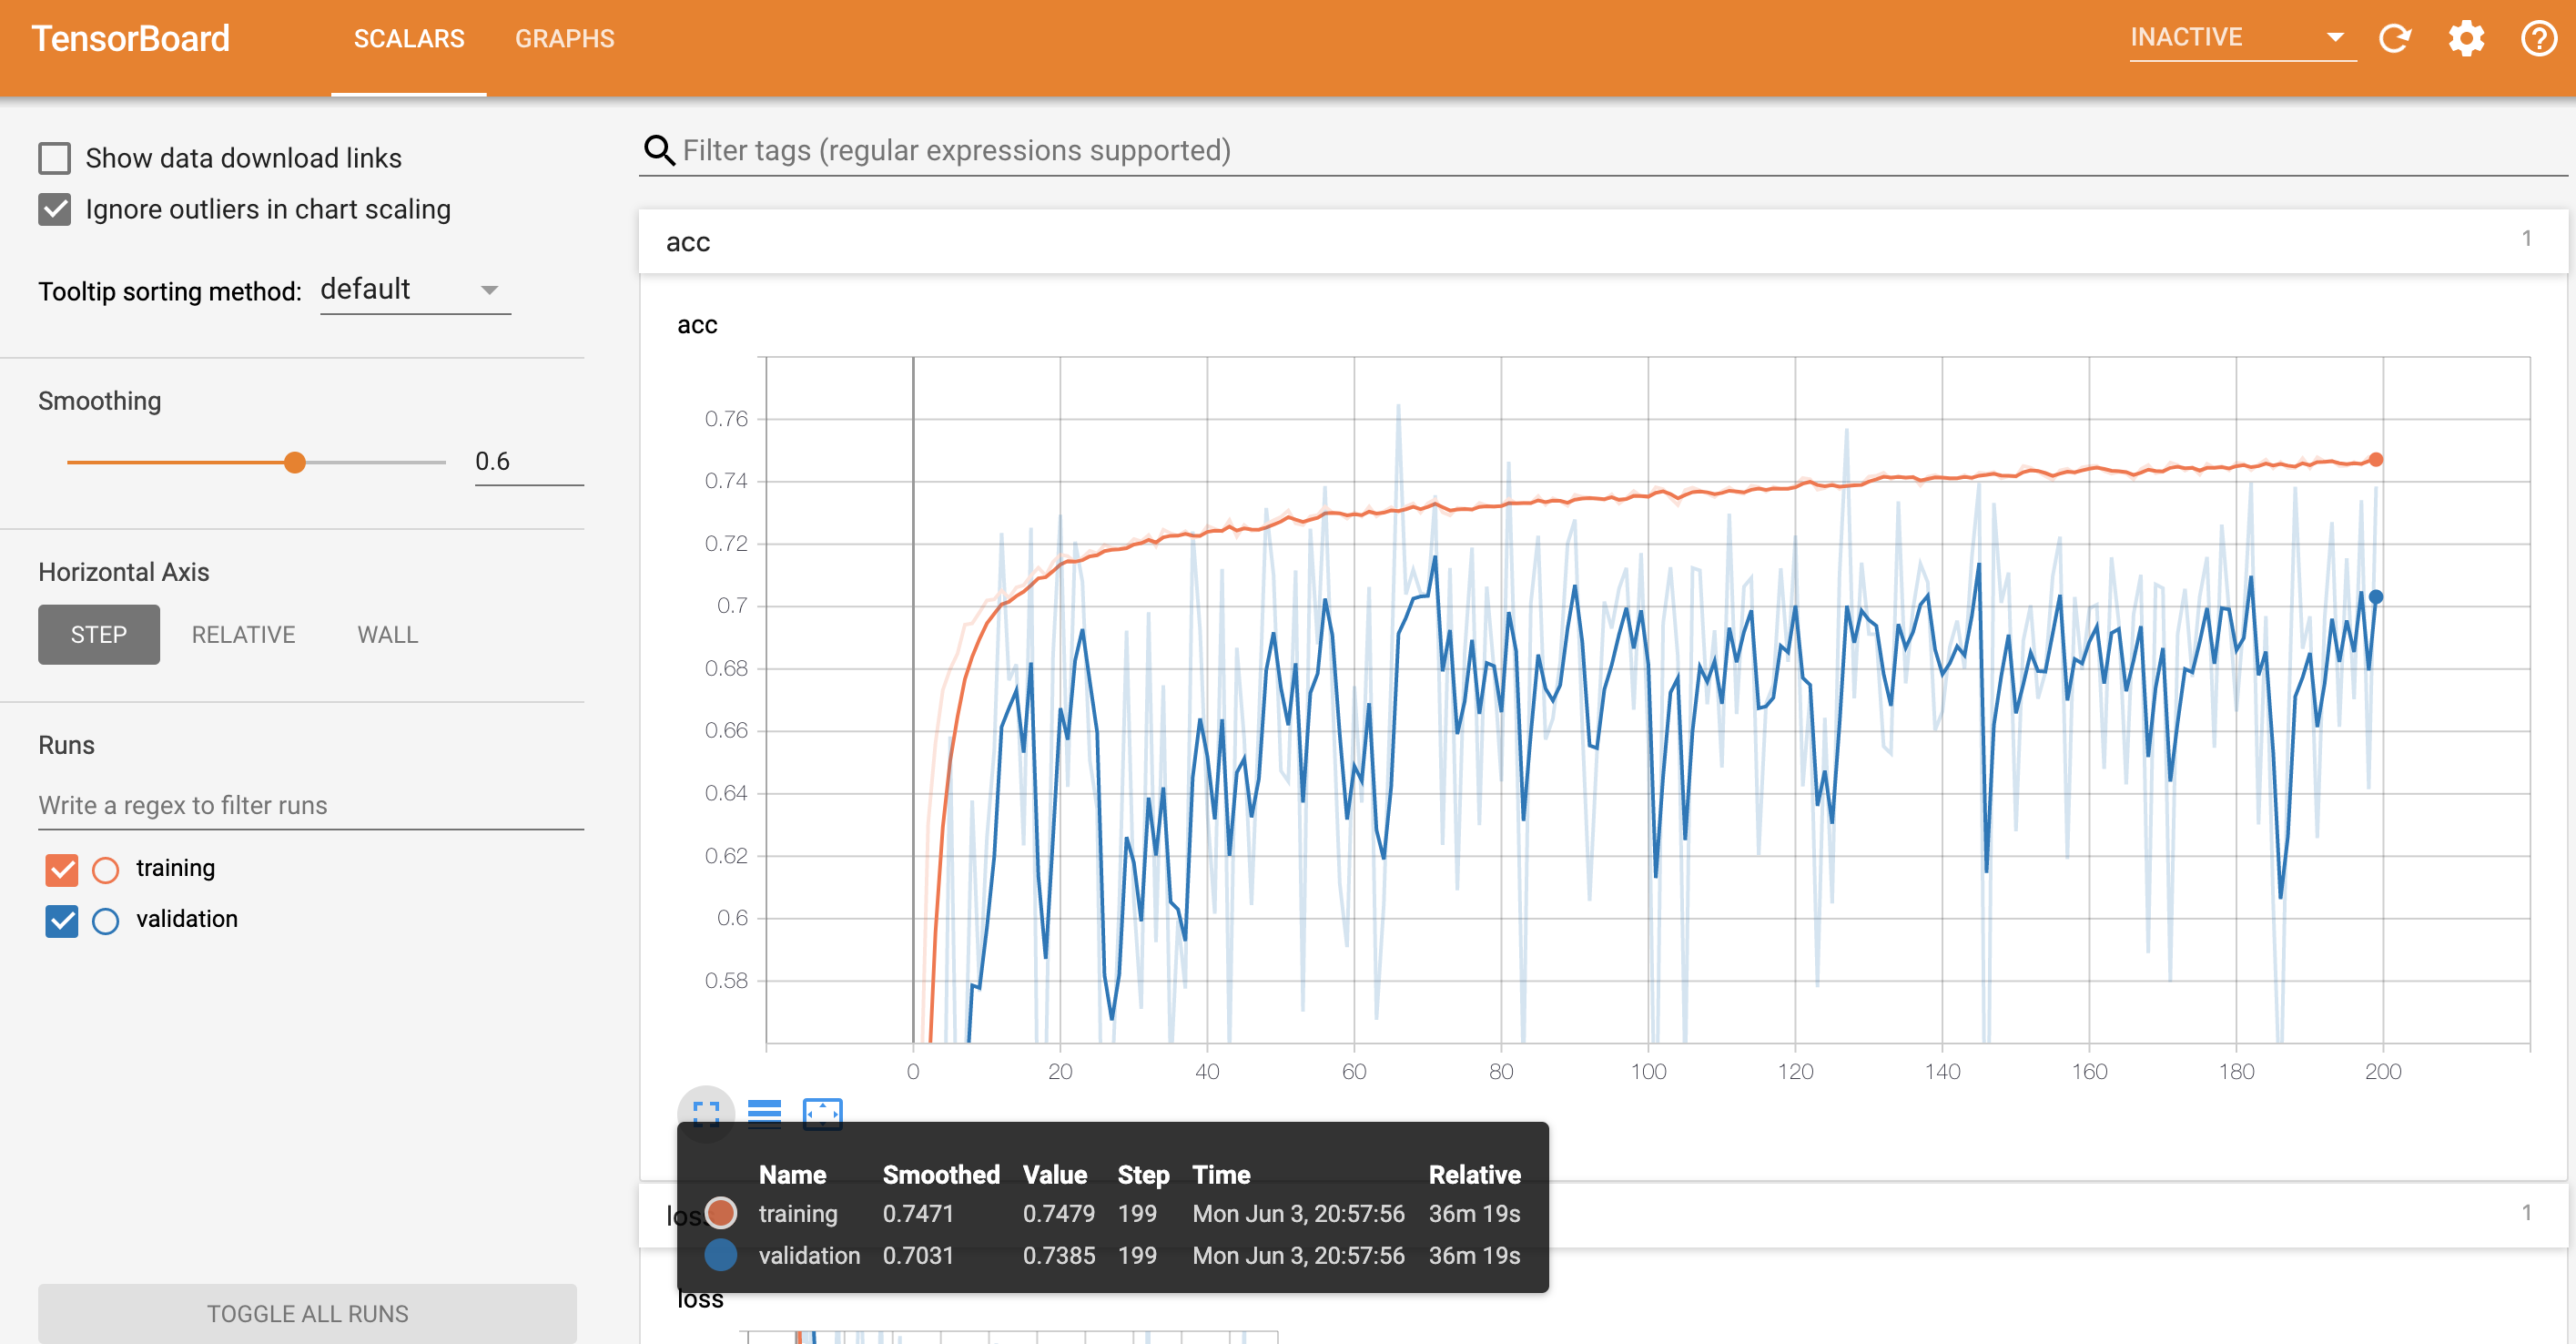 TensorBoard SCALARS GRAPHS INACTIVE
Show data download links
Ignore outliers in chart scaling
Tooltip sorting method: default
Smoothing
0.6
Horizontal Axis
STEP RELATIVE WALL
Runs
Write a regex to filter runs
training
validation
TOGGLE ALL RUNS
Filter tags (regular expressions supported)
acc 1
acc
0.76
0.74
0.72
0.7
0.68
0.66
0.64
0.62
0.6
0.58
0 20 40 60 80 100 120 140 160 180 200
Name Smoothed Value Step Time Relative
training 0.7471 0.7479 199 Mon Jun 3, 20:57:56 36m 19s
validation 0.7031 0.7385 199 Mon Jun 3, 20:57:56 36m 19s
loss 1
loss